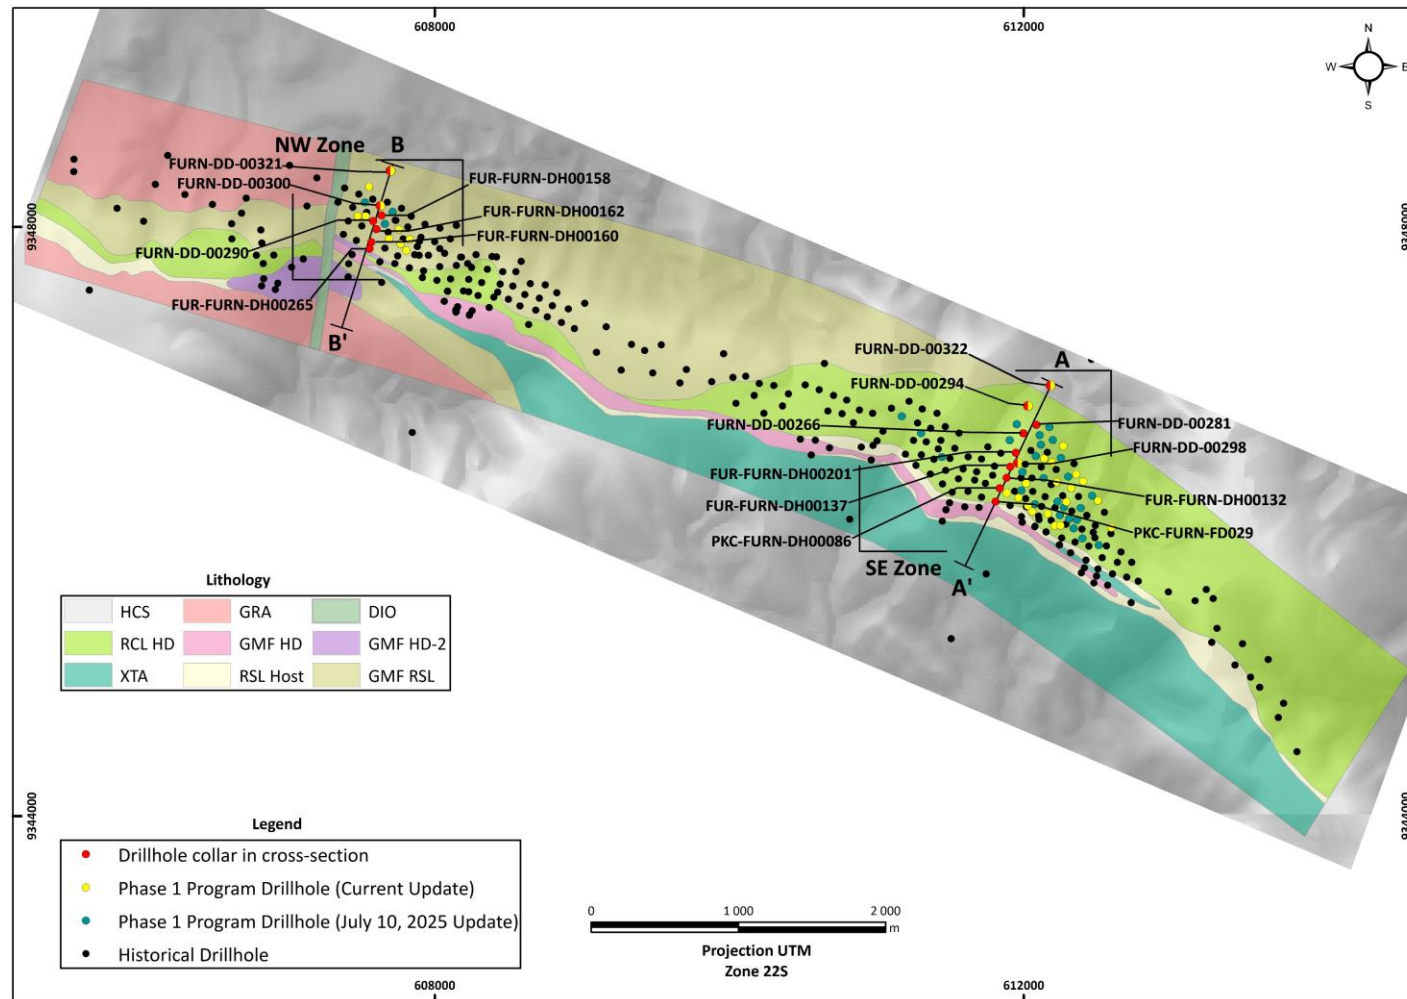 608000
612000
N
W
E
S
NW Zone
B
FURN-DD-00321
FURN-DD-00300
FUR-FURN-DH00158
FUR-FURN-DH00162
FUR-FURN-DH00160
9348000
9348000
FURN-DD-00290
FUR-FURN-DH00265
B'
FURN-DD-00322
A
FURN-DD-00294
FURN-DD-00266
FURN-DD-00281
FURN-DD-00298
FUR-FURN-DH00201
FUR-FURN-DH00137
FUR-FURN-DH00132
PKC-FURN-DH00086
PKC-FURN-FD029
SE Zone
A'
Lithology
HCS GRA DIO
RCL HD GMF HD GMF HD-2
XTA RSL Host GMF RSL
9344000
9344000
Legend
Drillhole collar in cross-section
Phase 1 Program Drillhole (Current Update)
Phase 1 Program Drillhole (July 10, 2025 Update)
Historical Drillhole
0 1 000 2 000
m
Projection UTM
Zone 22S
608000
612000